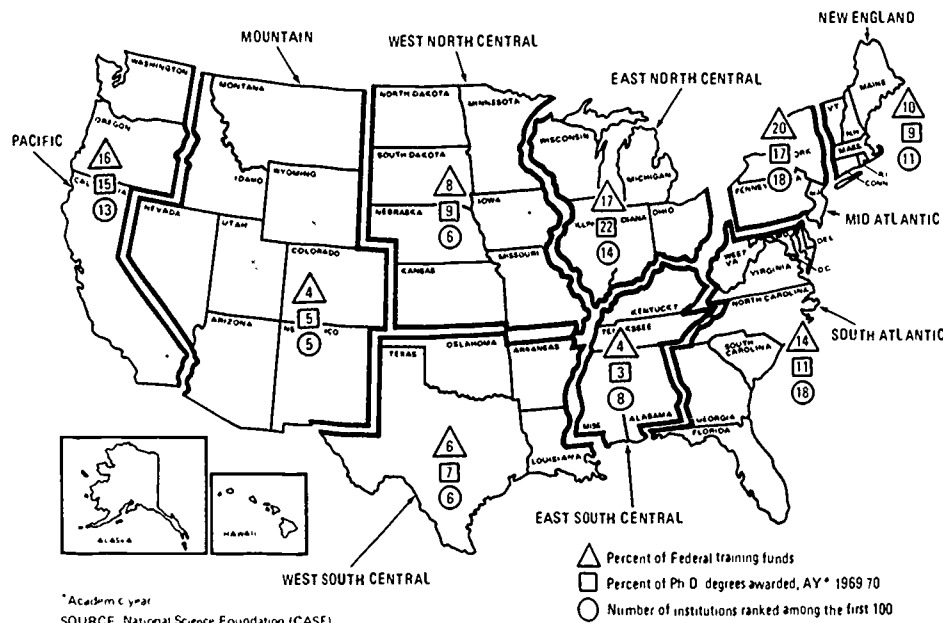 NEW ENGLAND
MOUNTAIN
WEST NORTH CENTRAL
EAST NORTH CENTRAL
WASHINGTON
MONTANA
NORTH DAKOTA
MINNESOTA
MAINE
VT
NH
OREGON
WISCONSIN
10
9
11
PACIFIC
16
15
13
IDAHO
WYOMING
SOUTH DAKOTA
MICHIGAN
20
17
18
MASS
RI
CONN
8
9
6
IOWA
NEBRASKA
17
22
14
OHIO
NEVADA
UTAH
COLORADO
MID ATLANTIC
DEL
DC
WEST VA
VIRGINIA
KANSAS
MISSOURI
4
5
5
KENTUCKY
NORTH CAROLINA
ARIZONA
TEXAS
OKLAHOMA
ARKANSAS
4
3
8
SOUTH CAROLINA
14
11
18
SOUTH ATLANTIC
MISS
ALABAMA
GEORGIA
FLORIDA
6
7
6
LOUISIANA
ALASKA
HAWAII
EAST SOUTH CENTRAL
WEST SOUTH CENTRAL
Percent of Federal training funds
Percent of Ph D degrees awarded, AY* 1969 70
Number of institutions ranked among the first 100
*Academic year
SOURCE National Science Foundation (CASE)